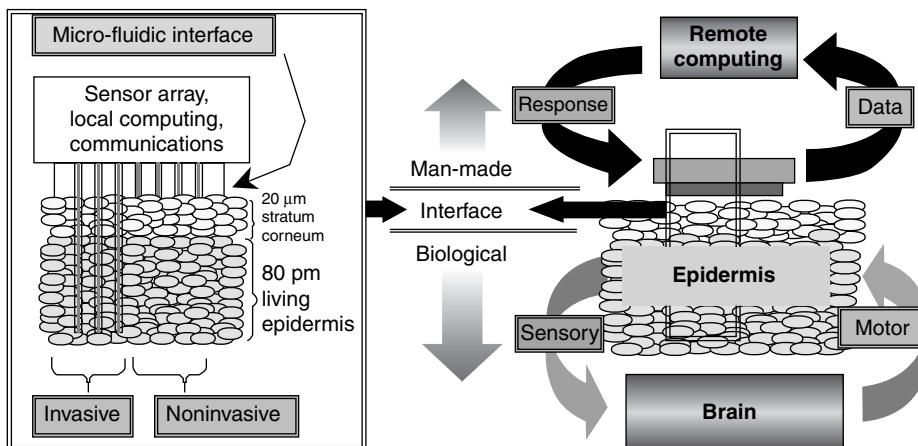 Micro-fluidic interface
Sensor array,
local computing,
communications
20 μm
stratum
corneum
80 pm
living
epidermis
Invasive
Noninvasive
Man-made
Interface
Biological
Remote
computing
Response
Data
Epidermis
Sensory
Motor
Brain